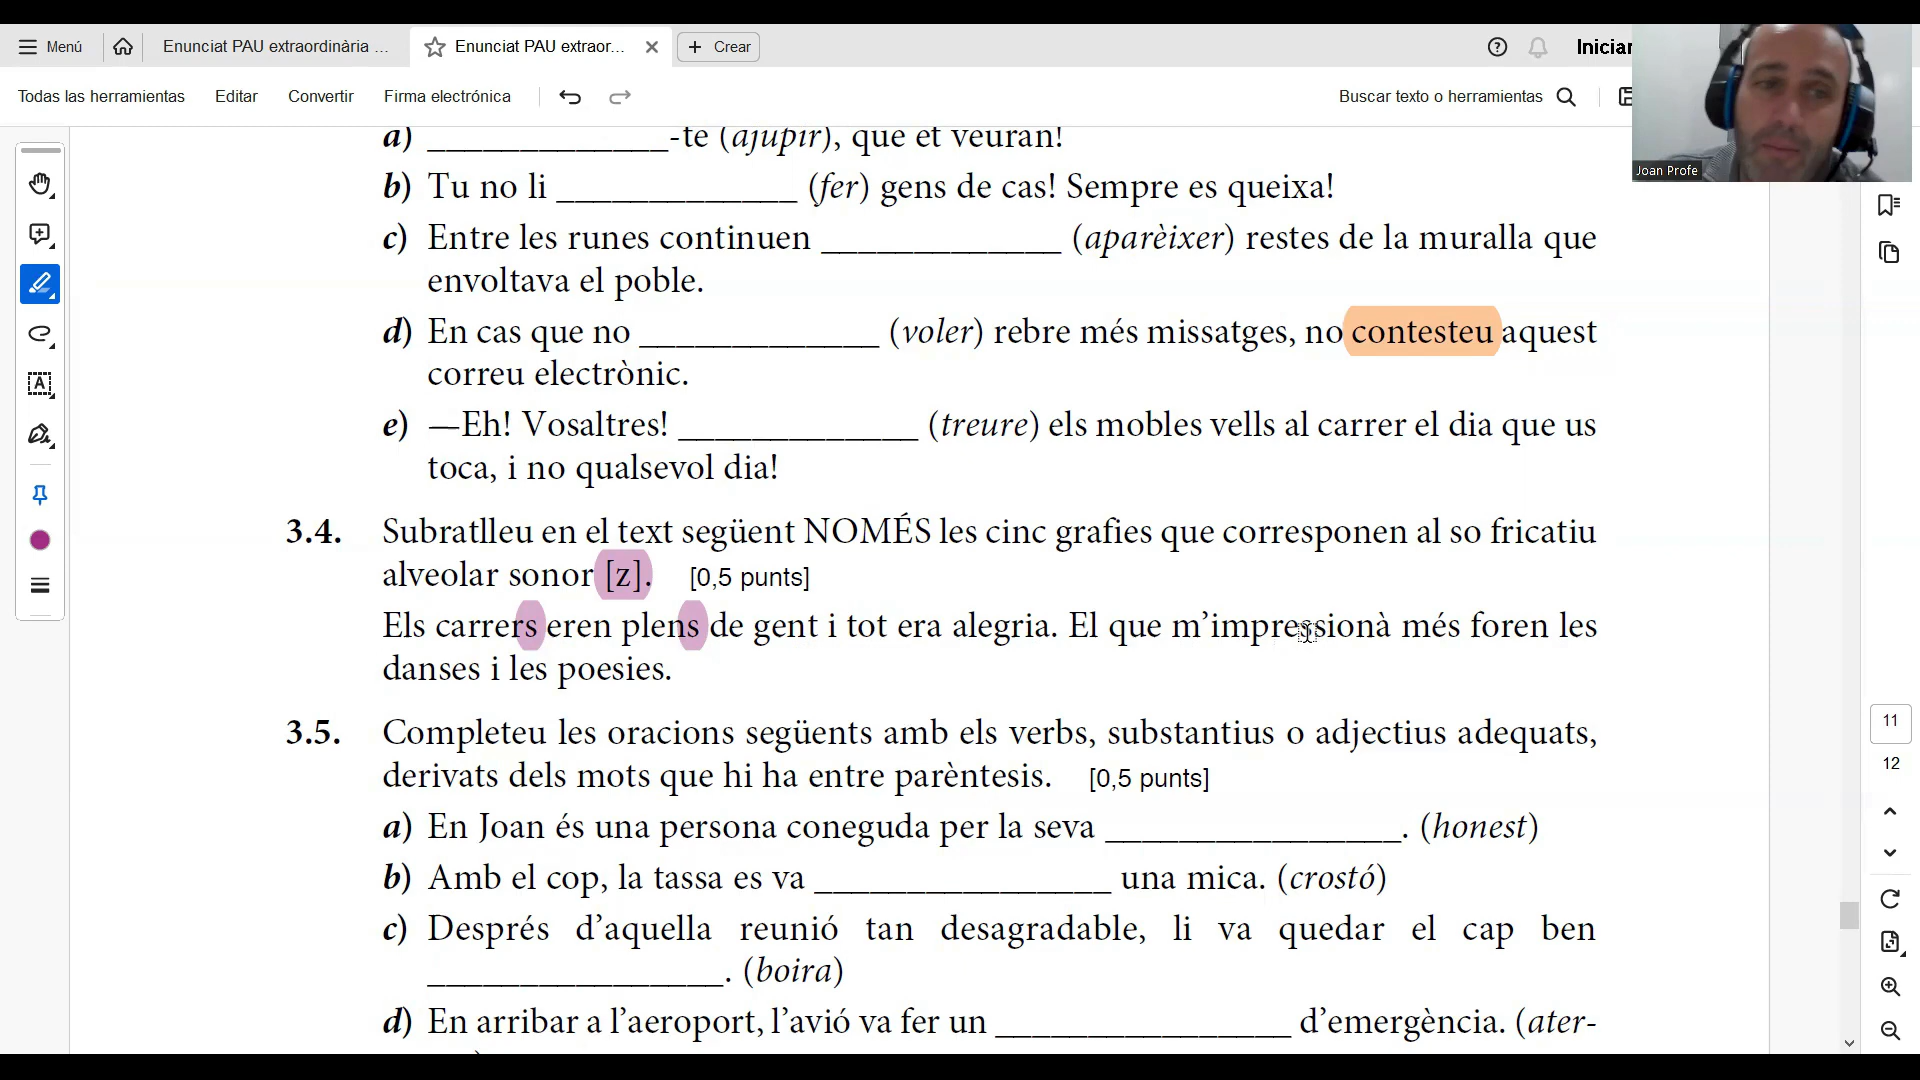 Menú
Enunciat PAU extraordinària ...
Enunciat PAU extraor...
Crear
Iniciar
Todas las herramientas
Editar
Convertir
Firma electrónica
Buscar texto o herramientas
Joan Profe
a) _____________-te (ajupir), que et veuran!
b) Tu no li _____________ (fer) gens de cas! Sempre es queixa!
c) Entre les runes continuen _____________ (aparèixer) restes de la muralla que
envoltava el poble.
d) En cas que no _____________ (voler) rebre més missatges, no contesteu aquest
correu electrònic.
e) —Eh! Vosaltres! _____________ (treure) els mobles vells al carrer el dia que us
toca, i no qualsevol dia!
3.4. Subratlleu en el text següent NOMÉS les cinc grafies que corresponen al so fricatiu
alveolar sonor [z]. [0,5 punts]
Els carrers eren plens de gent i tot era alegria. El que m’impressionà més foren les
danses i les poesies.
3.5. Completeu les oracions següents amb els verbs, substantius o adjectius adequats,
derivats dels mots que hi ha entre parèntesis. [0,5 punts]
a) En Joan és una persona coneguda per la seva ________________. (honest)
b) Amb el cop, la tassa es va ________________ una mica. (crostó)
c) Després d’aquella reunió tan desagradable, li va quedar el cap ben
________________. (boira)
d) En arribar a l’aeroport, l’avió va fer un ________________ d’emergència. (ater-
11
12